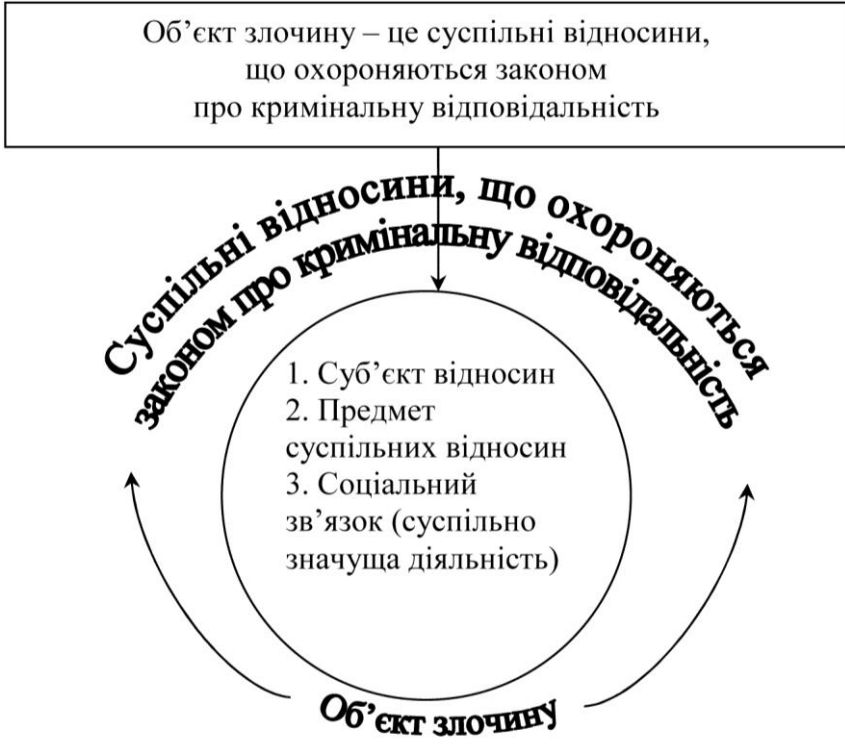 Об’єкт злочину – це суспільні відносини,
що охороняються законом
про кримінальну відповідальність
Суспільні відносини, що охороняються
законом про кримінальну відповідальність
1. Суб’єкт відносин
2. Предмет
суспільних відносин
3. Соціальний
зв’язок (суспільно
значуща діяльність)
Об’єкт злочину